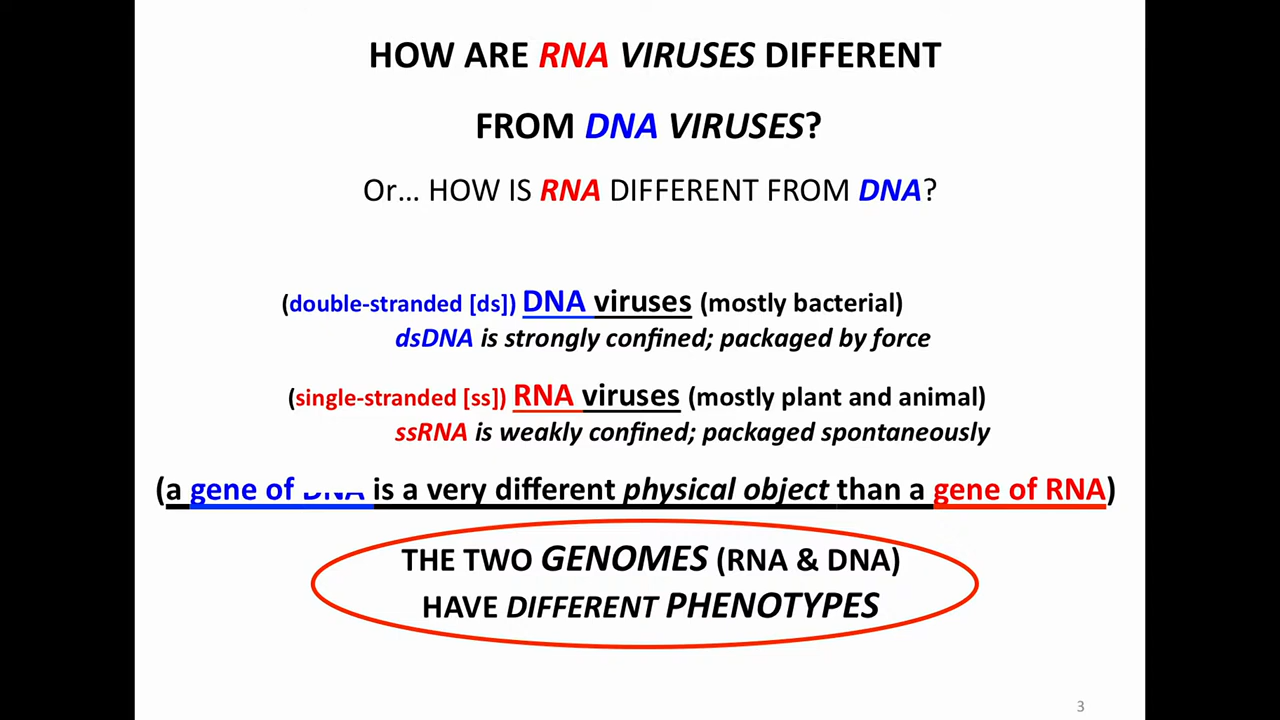 HOW ARE RNA VIRUSES DIFFERENT
FROM DNA VIRUSES?
Or... HOW IS RNA DIFFERENT FROM DNA?
(double-stranded [ds]) DNA viruses (mostly bacterial)
dsDNA is strongly confined; packaged by force
(single-stranded [ss]) RNA viruses (mostly plant and animal)
ssRNA is weakly confined; packaged spontaneously
(a gene of DNA is a very different physical object than a gene of RNA)
THE TWO GENOMES (RNA & DNA)
HAVE DIFFERENT PHENOTYPES
3